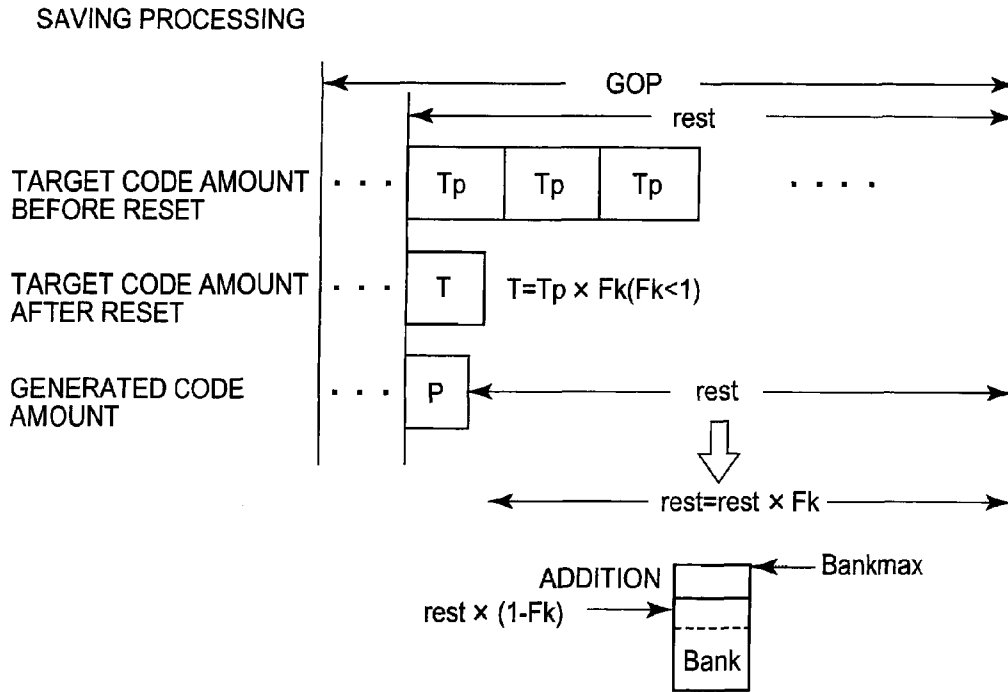 SAVING PROCESSING
GOP
rest
TARGET CODE AMOUNT
BEFORE RESET
. . .
Tp
Tp
Tp
. . . .
TARGET CODE AMOUNT
AFTER RESET
. . .
T
T=Tp × Fk(Fk<1)
GENERATED CODE
AMOUNT
. . .
P
rest
rest=rest × Fk
ADDITION
Bankmax
rest × (1-Fk)
Bank